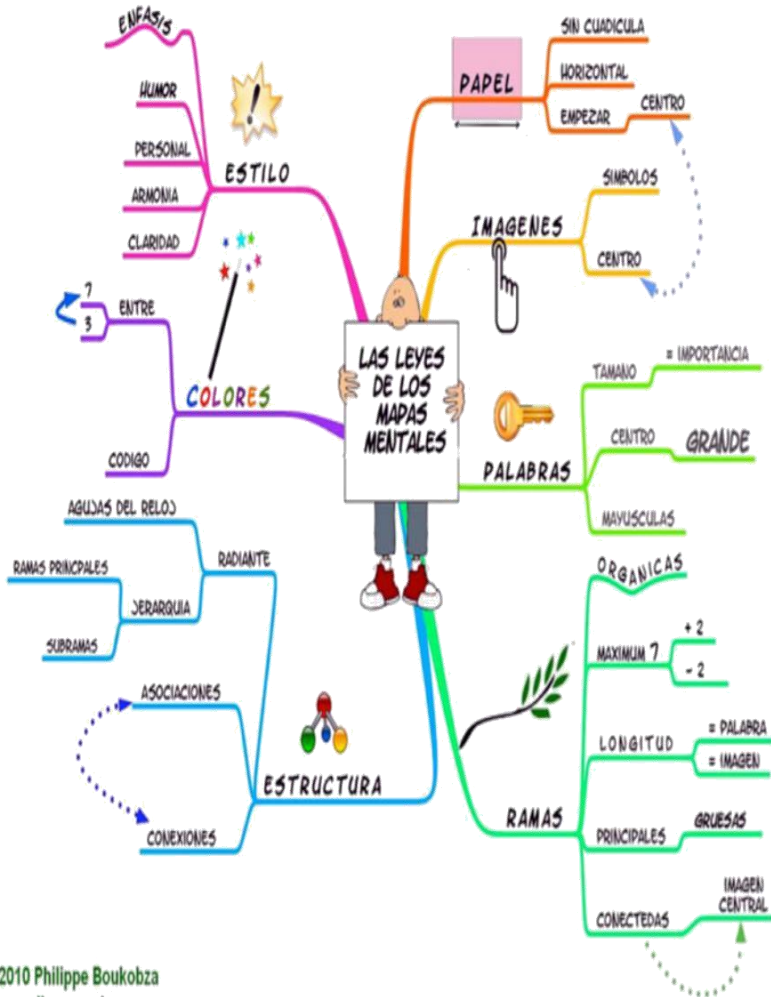 LAS LEYES
DE LOS
MAPAS
MENTALES
PAPEL
SIN CUADICULA
HORIZONTAL
EMPEZAR
CENTRO
IMAGENES
SIMBOLOS
CENTRO
PALABRAS
TAMANO
= IMPORTANCIA
CENTRO
GRANDE
MAYUSCULAS
RAMAS
ORGANICAS
MAXIMUM 7
+ 2
- 2
LONGITUD
= PALABRA
= IMAGEN
PRINCIPALES
GRUESAS
CONECTEDAS
IMAGEN
CENTRAL
ESTRUCTURA
RADIANTE
AGUJAS DEL RELOJ
JERARQUIA
RAMAS PRINCPALES
SUBRAMAS
ASOCIACIONES
CONEXIONES
COLORES
ENTRE
7
3
CODIGO
ESTILO
ENFASIS
HUMOR
PERSONAL
ARMONIA
CLARIDAD
!
2010 Philippe Boukobza